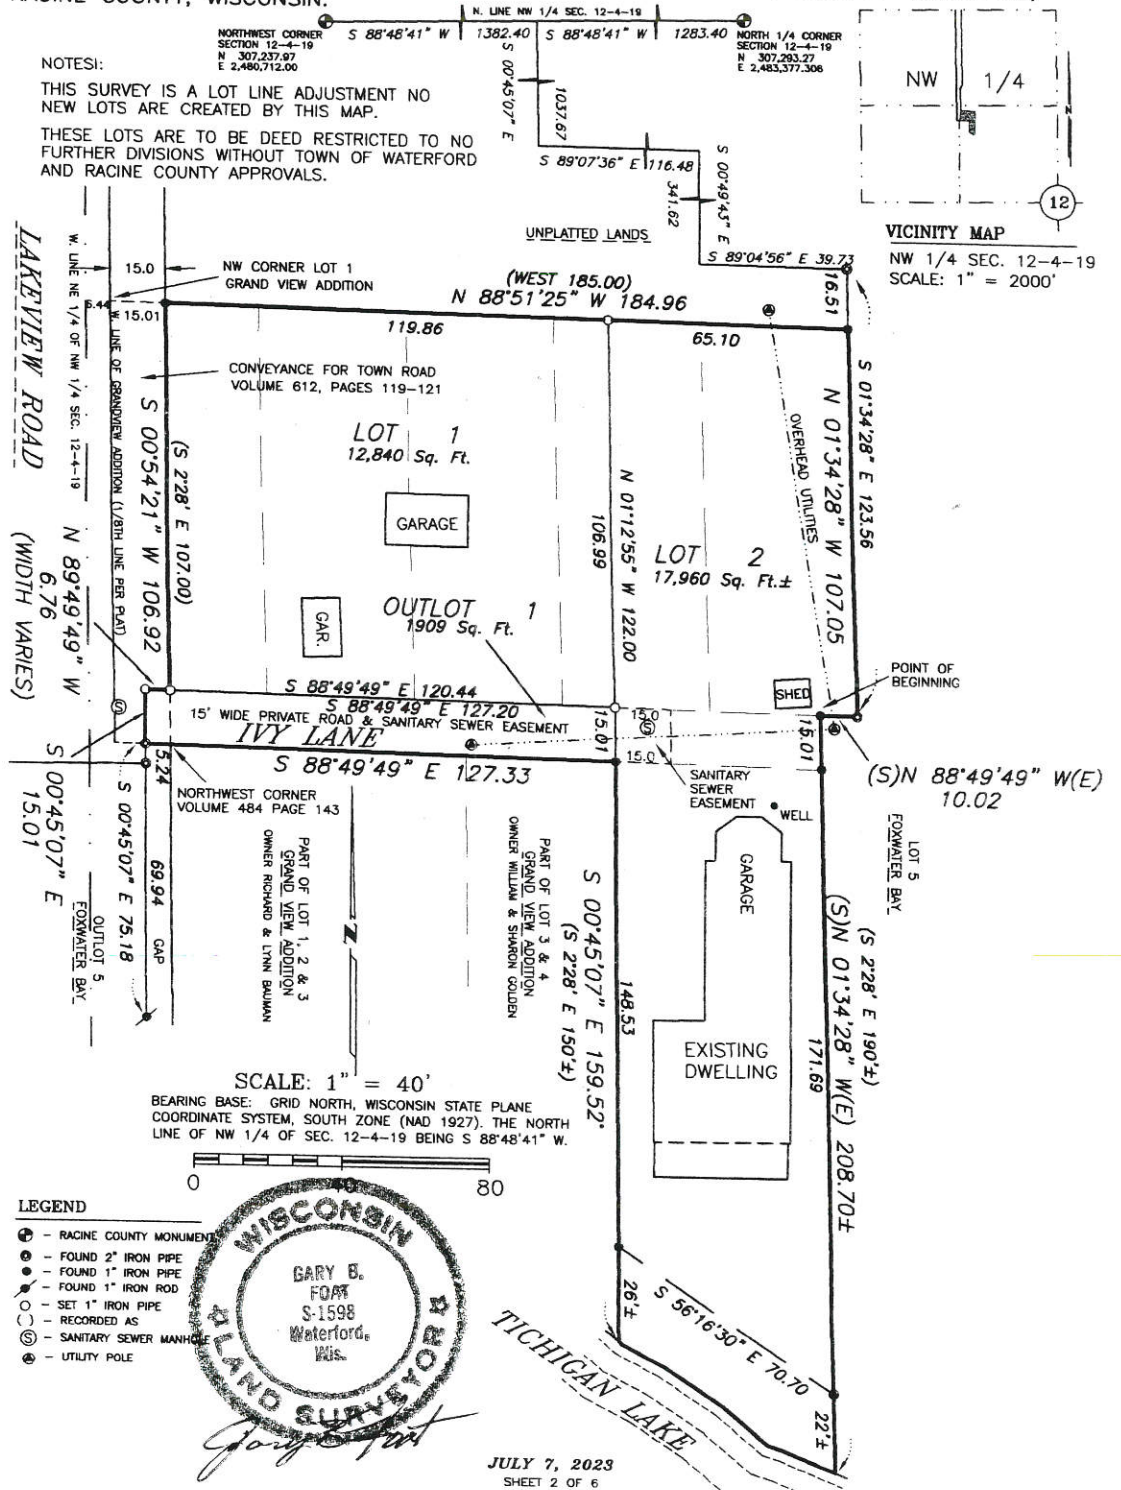 RACINE COUNTY, WISCONSIN.
N. LINE NW 1/4 SEC. 12-4-19
S 88°48'41" W 1382.40 S 88°48'41" W 1283.40
NORTHWEST CORNER
SECTION 12-4-19
N 307,237.97
E 2,480,712.00
NORTH 1/4 CORNER
SECTION 12-4-19
N 307,293.27
E 2,483,377.306
NOTES1:
THIS SURVEY IS A LOT LINE ADJUSTMENT NO
NEW LOTS ARE CREATED BY THIS MAP.
THESE LOTS ARE TO BE DEED RESTRICTED TO NO
FURTHER DIVISIONS WITHOUT TOWN OF WATERFORD
AND RACINE COUNTY APPROVALS.
S 00°45'07" E
1037.67
S 89°07'36" E 116.48
S 00°49'43" E
341.62
S 89°04'56" E 39.73
16.51
NW 1/4
12
VICINITY MAP
NW 1/4 SEC. 12-4-19
SCALE: 1" = 2000'
UNPLATTED LANDS
LAKEVIEW ROAD
(WIDTH VARIES)
W. LINE NE 1/4 OF NW 1/4 SEC. 12-4-19
W LINE OF GRANDVIEW ADDITION (1/8TH LINE PER PLAT)
15.0
6.44
15.01
NW CORNER LOT 1
GRAND VIEW ADDITION
(WEST 185.00)
N 88°51'25" W 184.96
119.86
65.10
CONVEYANCE FOR TOWN ROAD
VOLUME 612, PAGES 119-121
S 00°54'21" W 106.92
(S 2°28' E 107.00)
LOT 1
12,840 Sq. Ft.
GARAGE
GAR.
OUTLOT 1
1909 Sq. Ft.
N 01°12'55" W 122.00
106.99
LOT 2
17,960 Sq. Ft.±
OVERHEAD UTILITIES
N 01°34'28" W 107.05
S 01°34'28" E 123.56
N 89°49'49" W
6.76
S 88°49'49" E 120.44
S 88°49'49" E 127.20
15' WIDE PRIVATE ROAD & SANITARY SEWER EASEMENT
IVY LANE
S 88°49'49" E 127.33
15.01
15.0
15.0
S
S
SHED
POINT OF
BEGINNING
15.01
(S)N 88°49'49" W(E)
10.02
SANITARY
SEWER
EASEMENT
WELL
LOT 5
FOXWATER BAY
5.24
NORTHWEST CORNER
VOLUME 484 PAGE 143
S 00°45'07" E
15.01
S 00°45'07" E 75.18
69.94 GAP
OUTLOT 5
FOXWATER BAY
PART OF LOT 1, 2 & 3
GRAND VIEW ADDITION
OWNER RICHARD & LYNN BAUMAN
N
PART OF LOT 3 & 4
GRAND VIEW ADDITION
OWNER WILLIAM & SHARON GOLDEN
S 00°45'07" E 159.52"
(S 2°28' E 150'±)
148.53
GARAGE
EXISTING
DWELLING
171.69
(S)N 01°34'28" W(E) 208.70±
(S 2°28' E 190'±)
SCALE: 1" = 40'
BEARING BASE: GRID NORTH, WISCONSIN STATE PLANE
COORDINATE SYSTEM, SOUTH ZONE (NAD 1927). THE NORTH
LINE OF NW 1/4 OF SEC. 12-4-19 BEING S 88°48'41" W.
0 40 80
LEGEND
- RACINE COUNTY MONUMENT
- FOUND 2" IRON PIPE
- FOUND 1" IRON PIPE
- FOUND 1" IRON ROD
- SET 1" IRON PIPE
( ) - RECORDED AS
S - SANITARY SEWER MANHOLE
- UTILITY POLE
WISCONSIN
GARY B.
FOAT
S-1598
Waterford,
Wis.
LAND SURVEYOR
Gary B Foat
26'±
S 56°16'30" E 70.70
22'±
TICHIGAN LAKE
JULY 7, 2023
SHEET 2 OF 6